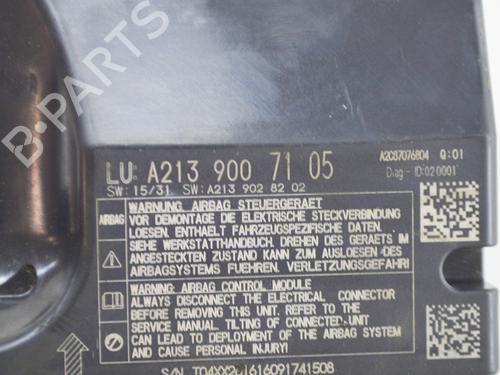 B-PARTS
LU: A213 900 71 05
A2C87076804 Q:01
SW: 15/31 SW:A213 902 82 02
Diag-ID:020001
WARNUNG AIRBAG STEUERGERAET
AIRBAG
VOR DEMONTAGE DIE ELEKTRISCHE STECKVERBINDUNG
LOESEN. ENTHAELT FAHRZEUGSPEZIFISCHE DATEN.
SIEHE WERKSTATTHANDBUCH. DREHEN DES GERAETS IM
ANGESTECKTEN ZUSTAND KANN ZUM AUSLOESEN DES
AIRBAGSYSTEMS FUEHREN. VERLETZUNGSGEFAHR!
WARNING: AIRBAG CONTROL MODULE
ALWAYS DISCONNECT THE ELECTRICAL CONNECTOR
BEFORE REMOVING THIS UNIT. REFER TO THE
SERVICE MANUAL. TILTING OF CONNECTED UNIT
CAN LEAD TO DEPLOYMENT OF THE AIRBAG SYSTEM
AND CAUSE INJURY.